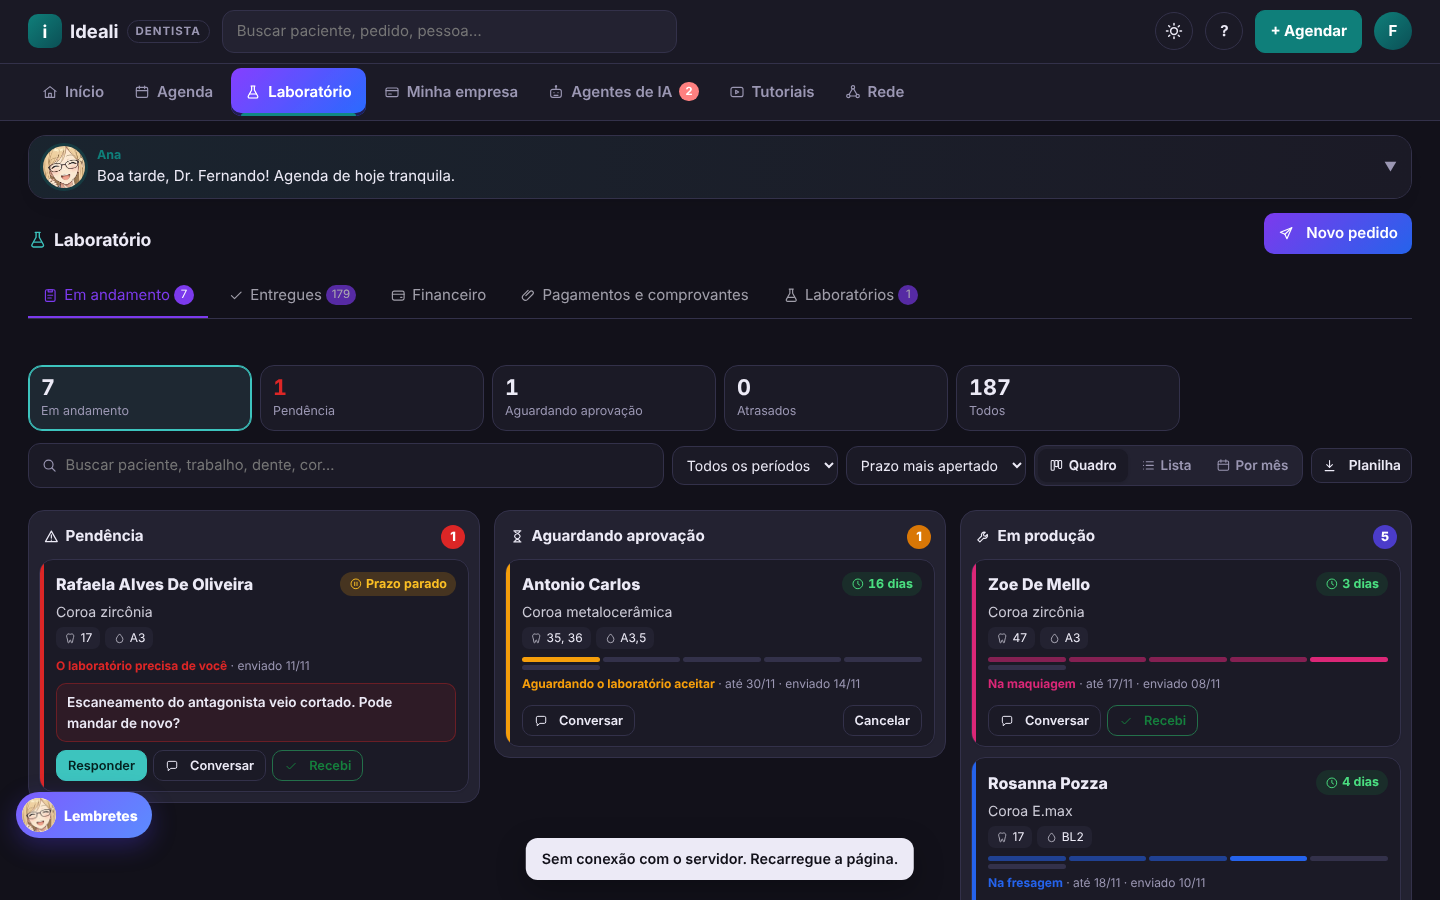 i Ideali DENTISTA Buscar paciente, pedido, pessoa... ? + Agendar F
Início Agenda Laboratório Minha empresa Agentes de IA 2 Tutoriais Rede
Ana
Boa tarde, Dr. Fernando! Agenda de hoje tranquila.
Laboratório Novo pedido
Em andamento 7 Entregues 179 Financeiro Pagamentos e comprovantes Laboratórios 1
7
Em andamento
1
Pendência
1
Aguardando aprovação
0
Atrasados
187
Todos
Buscar paciente, trabalho, dente, cor... Todos os períodos Prazo mais apertado Quadro Lista Por mês Planilha
Pendência 1
Rafaela Alves De Oliveira Prazo parado
Coroa zircônia
17 A3
O laboratório precisa de você · enviado 11/11
Escaneamento do antagonista veio cortado. Pode
mandar de novo?
Responder Conversar Recebi
Aguardando aprovação 1
Antonio Carlos 16 dias
Coroa metalocerâmica
35, 36 A3,5
Aguardando o laboratório aceitar · até 30/11 · enviado 14/11
Conversar Cancelar
Em produção 5
Zoe De Mello 3 dias
Coroa zircônia
47 A3
Na maquiagem · até 17/11 · enviado 08/11
Conversar Recebi
Rosanna Pozza 4 dias
Coroa E.max
17 BL2
Na fresagem · até 18/11 · enviado 10/11
Lembretes
Sem conexão com o servidor. Recarregue a página.